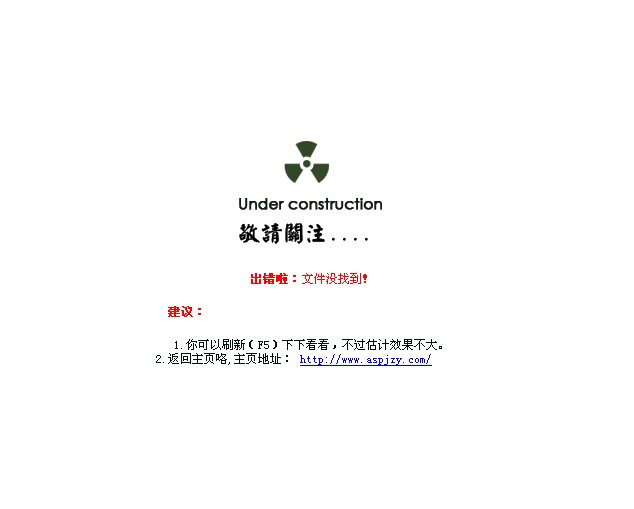 Under construction
敬請關注....
出错啦：文件没找到!
建议：
1.你可以刷新(F5)下下看看，不过估计效果不大。
2.返回主页咯,主页地址： http://www.aspjzy.com/